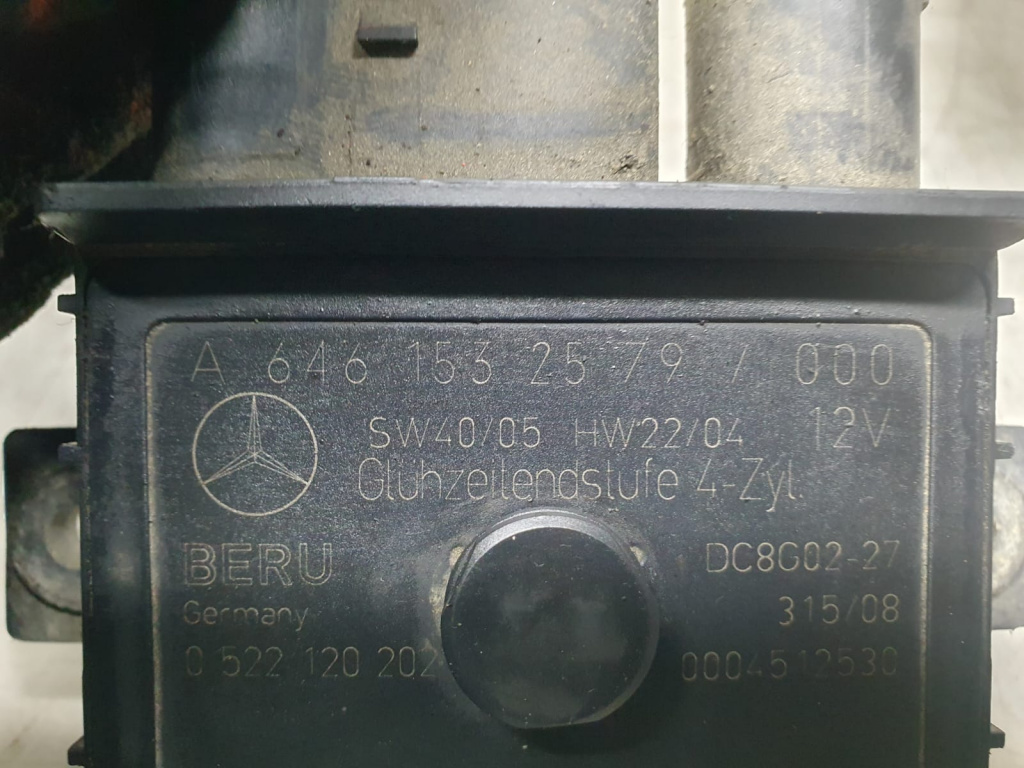 A 646 153 25 79 / 000
SW40/05 HW22/04 12V
Glühzeitendstufe 4-Zyl.
BERU DC8G02-27
Germany 315/08
0 522 120 202 0004512530